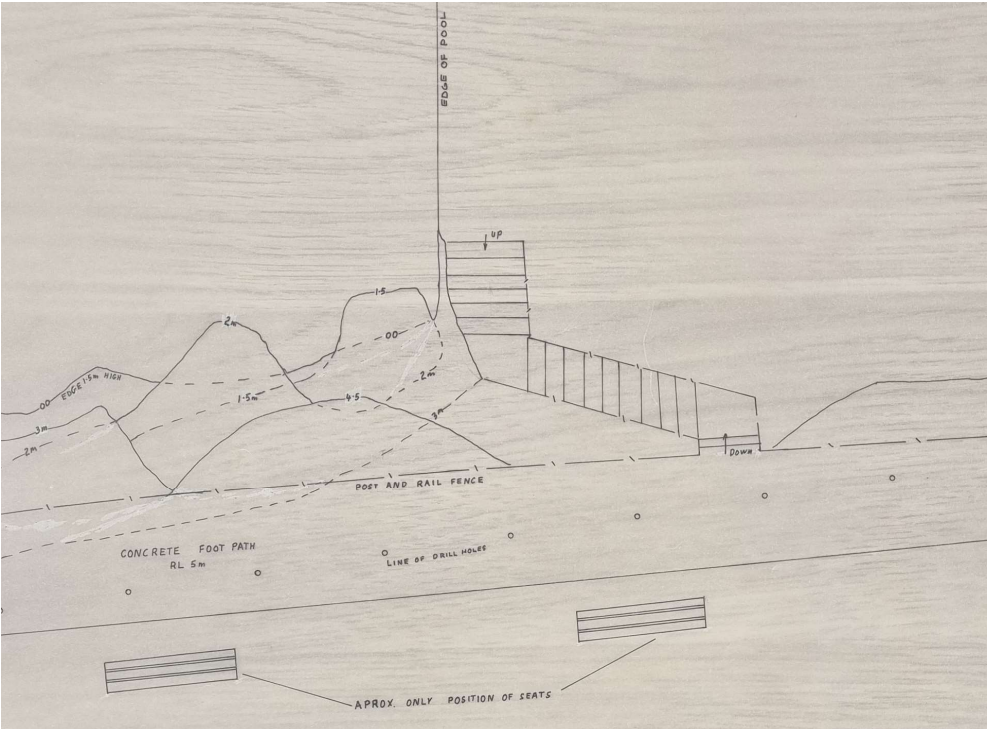 EDGE OF POOL
UP
1·5
2m
00
EDGE 1·5m HIGH
00
2m
1·5m
4·5
3m
3m
2m
Down
POST AND RAIL FENCE
CONCRETE FOOT PATH
RL 5m
LINE OF DRILL HOLES
APROX. ONLY POSITION OF SEATS